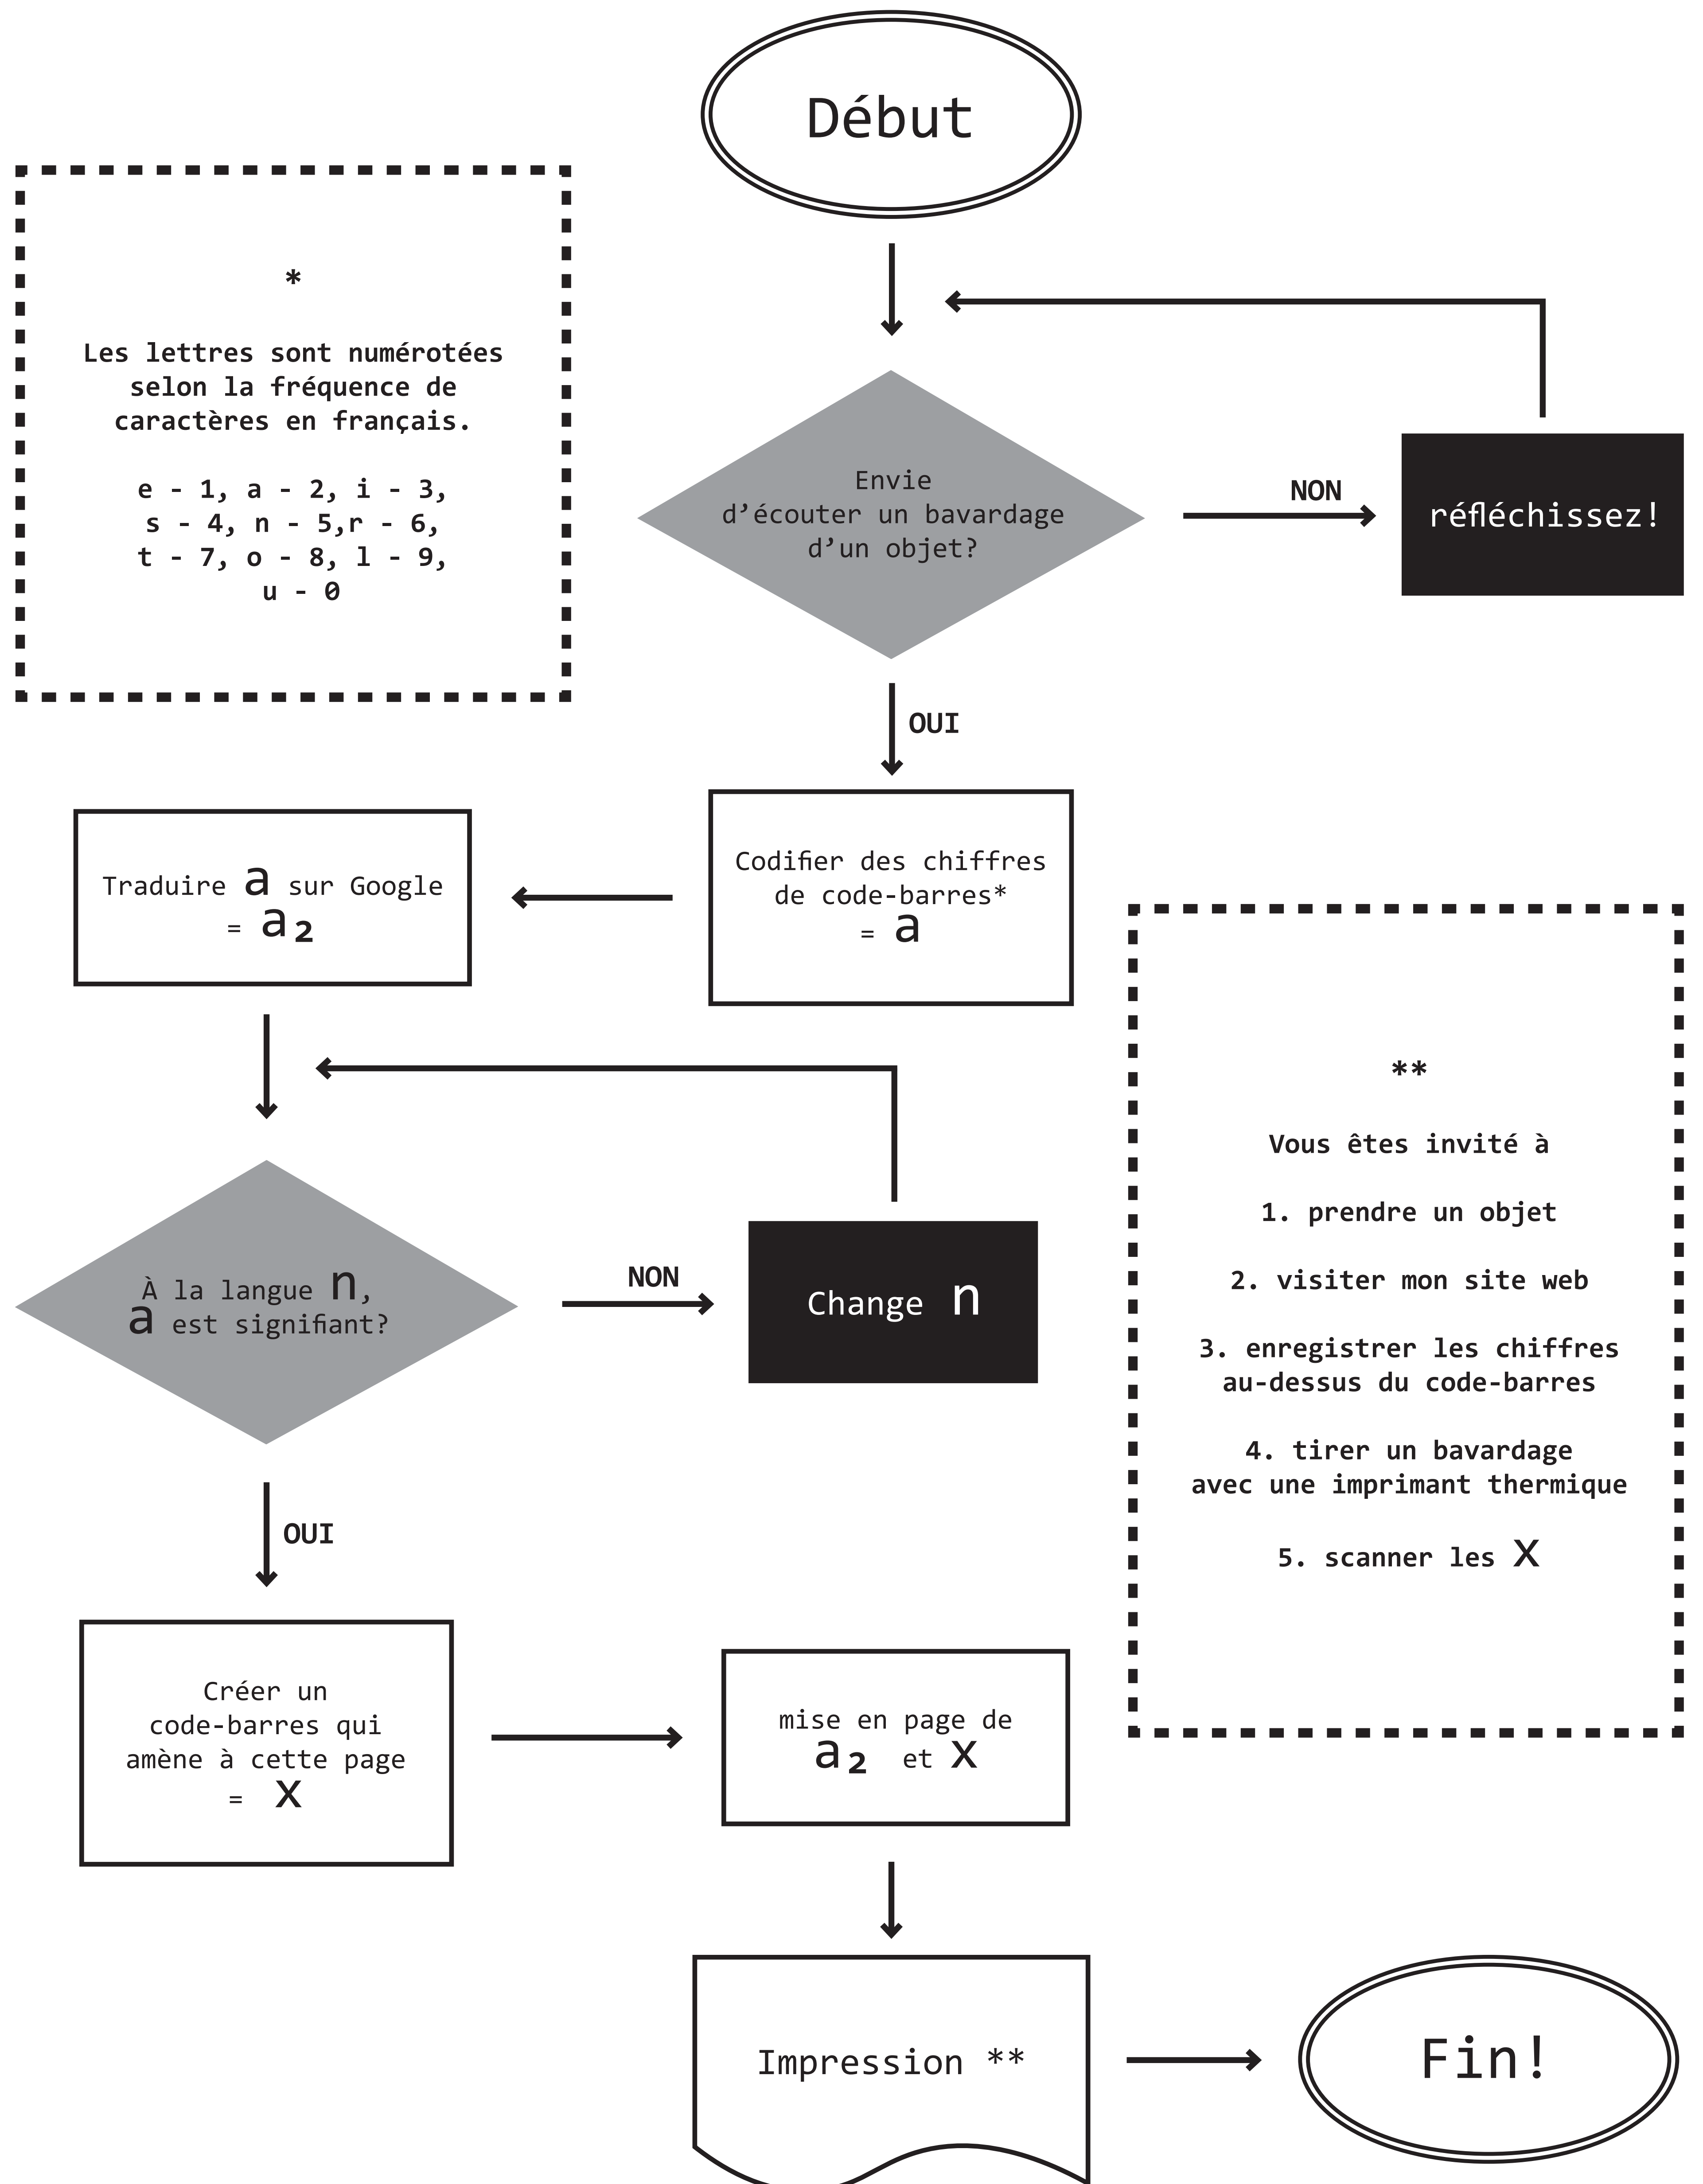 Début
*
Les lettres sont numérotées
selon la fréquence de
caractères en français.
e - 1, a - 2, i - 3,
s - 4, n - 5,r - 6,
t - 7, o - 8, l - 9,
u - 0
Envie
d’écouter un bavardage
d’un objet?
NON
réfléchissez!
OUI
Codifier des chiffres
de code-barres*
= a
Traduire a sur Google
= a2
À la langue n,
a est signifiant?
NON
Change n
OUI
**
Vous êtes invité à
1. prendre un objet
2. visiter mon site web
3. enregistrer les chiffres
au-dessus du code-barres
4. tirer un bavardage
avec une imprimant thermique
5. scanner les x
Créer un
code-barres qui
amène à cette page
= x
mise en page de
a2 et x
Impression **
Fin!